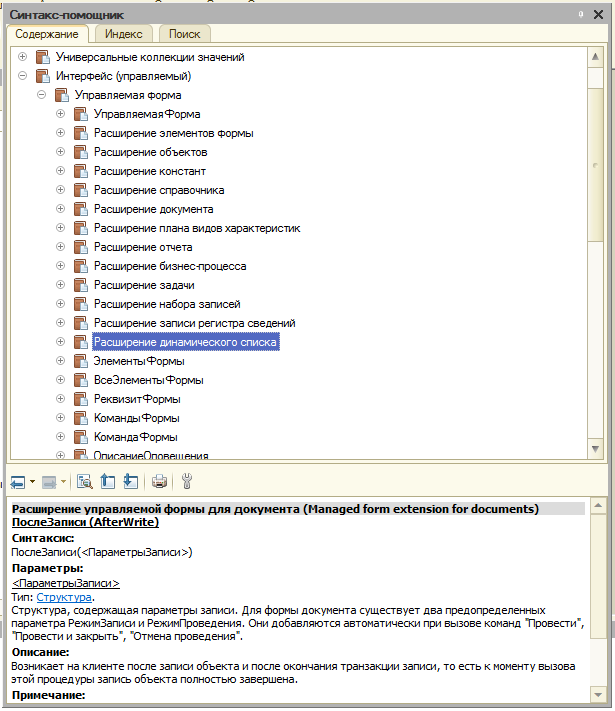 Синтакс-помощник
Содержание Индекс Поиск
Универсальные коллекции значений
Интерфейс (управляемый)
Управляемая форма
УправляемаяФорма
Расширение элементов формы
Расширение объектов
Расширение констант
Расширение справочника
Расширение документа
Расширение плана видов характеристик
Расширение отчета
Расширение бизнес-процесса
Расширение задачи
Расширение набора записей
Расширение записи регистра сведений
Расширение динамического списка
ЭлементыФормы
ВсеЭлементыФормы
РеквизитФормы
КомандыФормы
КомандаФормы
ОписаниеОповещения
Расширение управляемой формы для документа (Managed form extension for documents)
ПослеЗаписи (AfterWrite)
Синтаксис:
ПослеЗаписи(<ПараметрыЗаписи>)
Параметры:
<ПараметрыЗаписи>
Тип: Структура.
Структура, содержащая параметры записи. Для формы документа существует два предопределенных
параметра РежимЗаписи и РежимПроведения. Они добавляются автоматически при вызове команд "Провести",
"Провести и закрыть", "Отмена проведения".
Описание:
Возникает на клиенте после записи объекта и после окончания транзакции записи, то есть к моменту вызова
этой процедуры запись объекта полностью завершена.
Примечание: